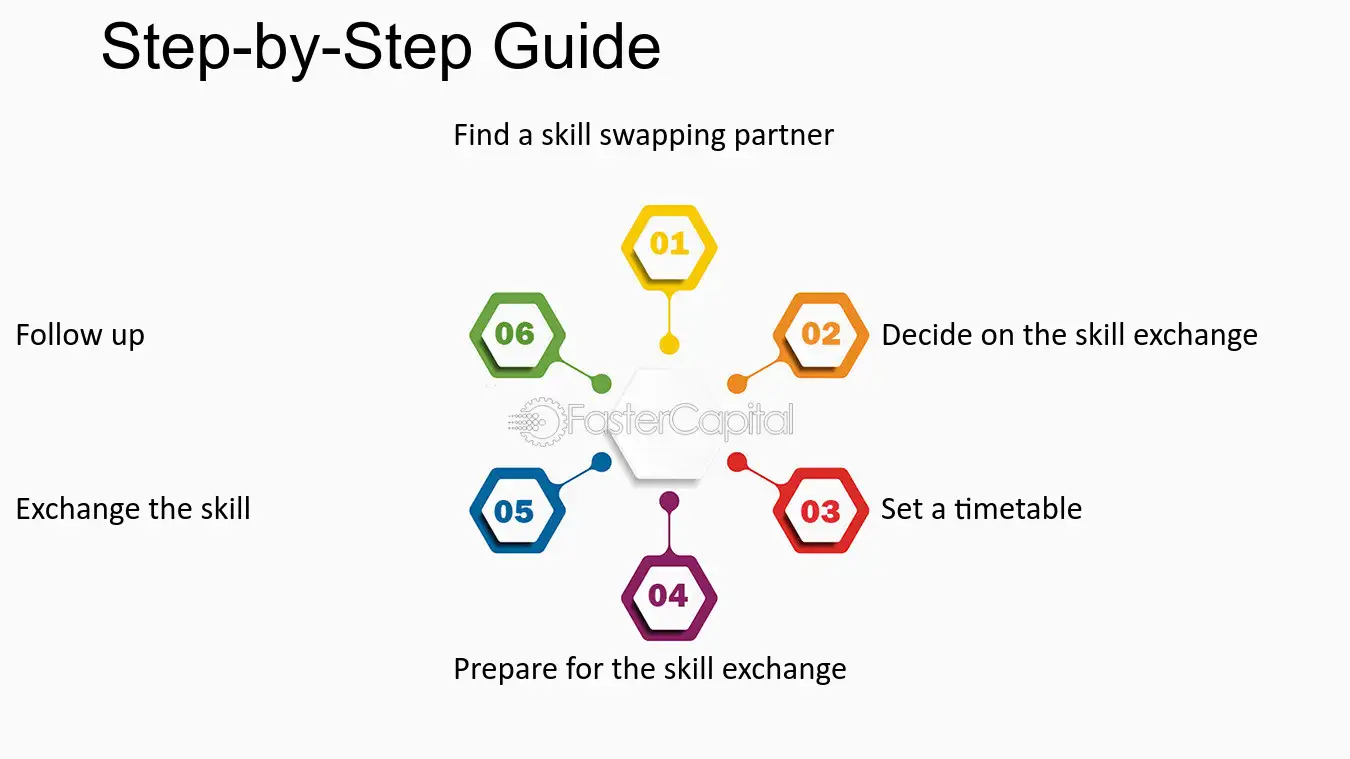 Step-by-Step Guide
Find a skill swapping partner
01
02
Decide on the skill exchange
03
Set a timetable
04
Prepare for the skill exchange
05
Exchange the skill
06
Follow up
FasterCapital